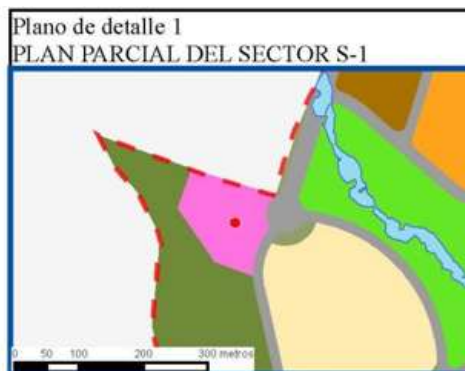 Plano de detalle 1
PLAN PARCIAL DEL SECTOR S-1
0 50 100 200 300 metros